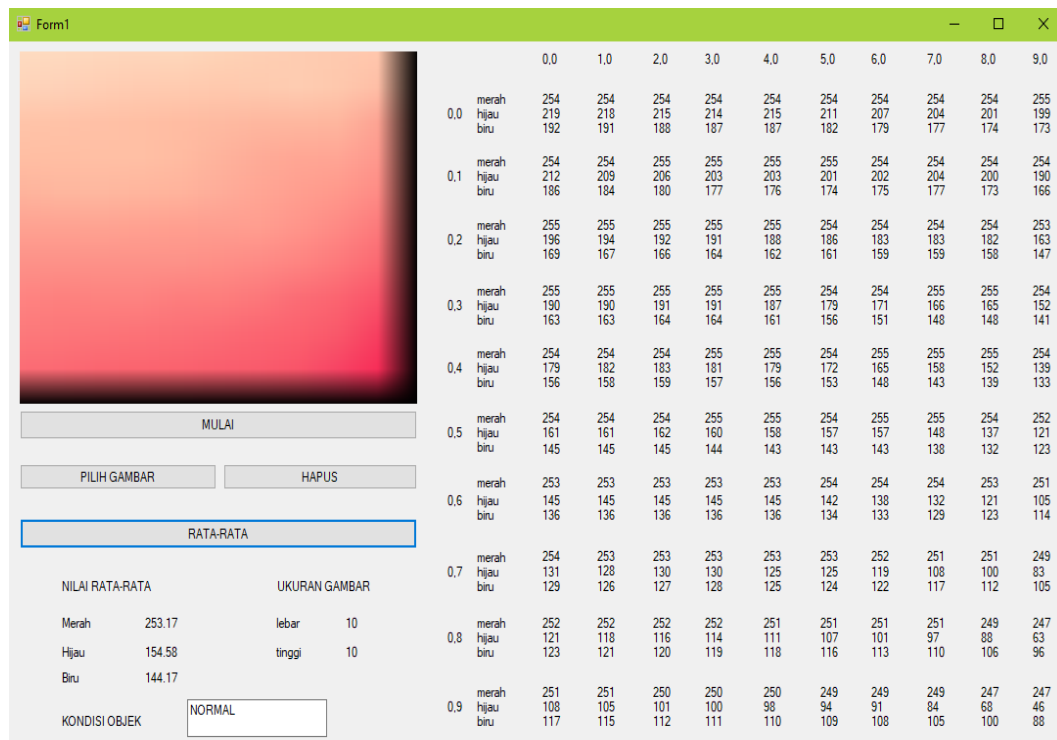 Form1
0,0 1,0 2,0 3,0 4,0 5,0 6,0 7,0 8,0 9,0
merah 254 254 254 254 254 254 254 254 254 255
0,0 hijau 219 218 215 214 215 211 207 204 201 199
biru 192 191 188 187 187 182 179 177 174 173
merah 254 254 255 255 255 255 254 254 254 254
0,1 hijau 212 209 206 203 203 201 202 204 200 190
biru 186 184 180 177 176 174 175 177 173 166
merah 255 255 255 255 255 254 254 254 254 253
0,2 hijau 196 194 192 191 188 186 183 183 182 163
biru 169 167 166 164 162 161 159 159 158 147
merah 255 255 255 255 255 254 254 255 255 254
0,3 hijau 190 190 191 191 187 179 171 166 165 152
biru 163 163 164 164 161 156 151 148 148 141
merah 254 254 254 254 255 254 255 255 255 254
0,4 hijau 179 182 183 181 179 172 165 158 152 139
biru 156 158 159 157 156 153 148 143 139 133
MULAI
merah 254 254 254 255 255 254 255 255 254 252
0,5 hijau 161 161 162 160 158 157 157 148 137 121
biru 145 145 145 144 143 143 143 138 132 123
PILIH GAMBAR HAPUS
merah 253 253 253 253 253 254 254 254 253 251
0,6 hijau 145 145 145 145 145 142 138 132 121 105
biru 136 136 136 136 136 134 133 129 123 114
RATA-RATA
merah 254 253 253 253 253 253 252 251 251 249
0,7 hijau 131 128 130 130 125 125 119 108 100 83
biru 129 126 127 128 125 124 122 117 112 105
NILAI RATA-RATA UKURAN GAMBAR
Merah 253.17 lebar 10
Hijau 154.58 tinggi 10
Biru 144.17
merah 252 252 252 252 251 251 251 251 249 247
0,8 hijau 121 118 116 114 111 107 101 97 88 63
biru 123 121 120 119 118 116 113 110 106 96
KONDISI OBJEK NORMAL
merah 251 251 250 250 250 249 249 249 247 247
0,9 hijau 108 105 101 100 98 94 91 84 68 46
biru 117 115 112 111 110 109 108 105 100 88